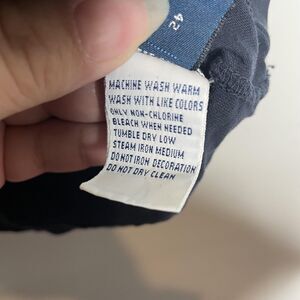 42
MACHINE WASH WARM
WASH WITH LIKE COLORS
ONLY NON-CHLORINE
BLEACH WHEN NEEDED
TUMBLE DRY LOW
STEAM IRON MEDIUM
DO NOT IRON DECORATION
DO NOT DRY CLEAN